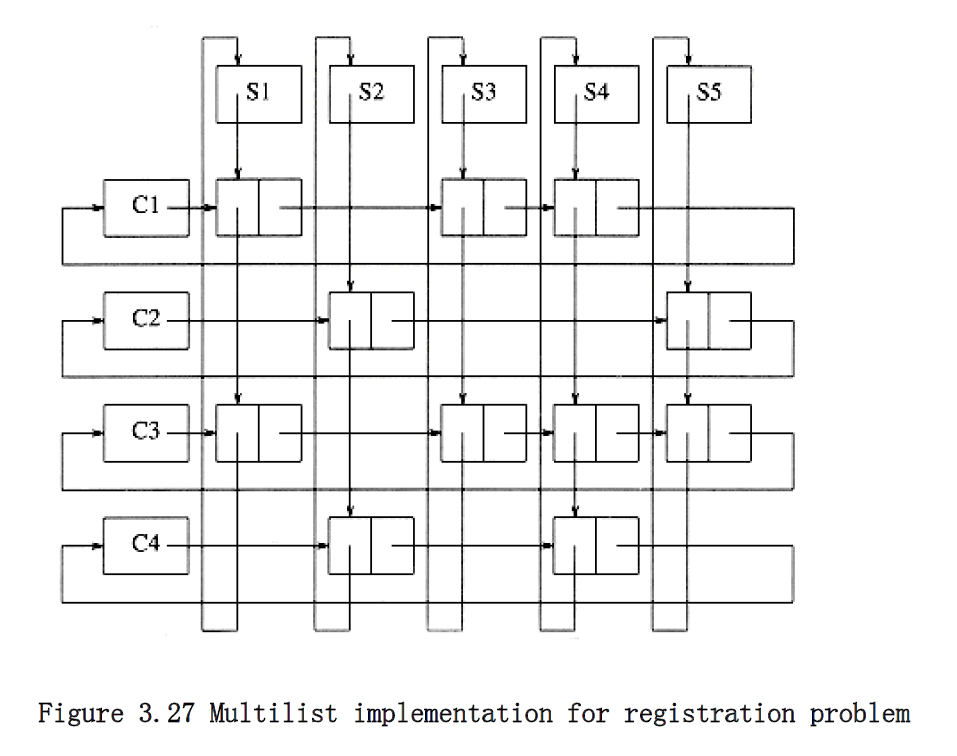 S1 S2 S3 S4 S5
C1
C2
C3
C4
Figure 3.27 Multilist implementation for registration problem